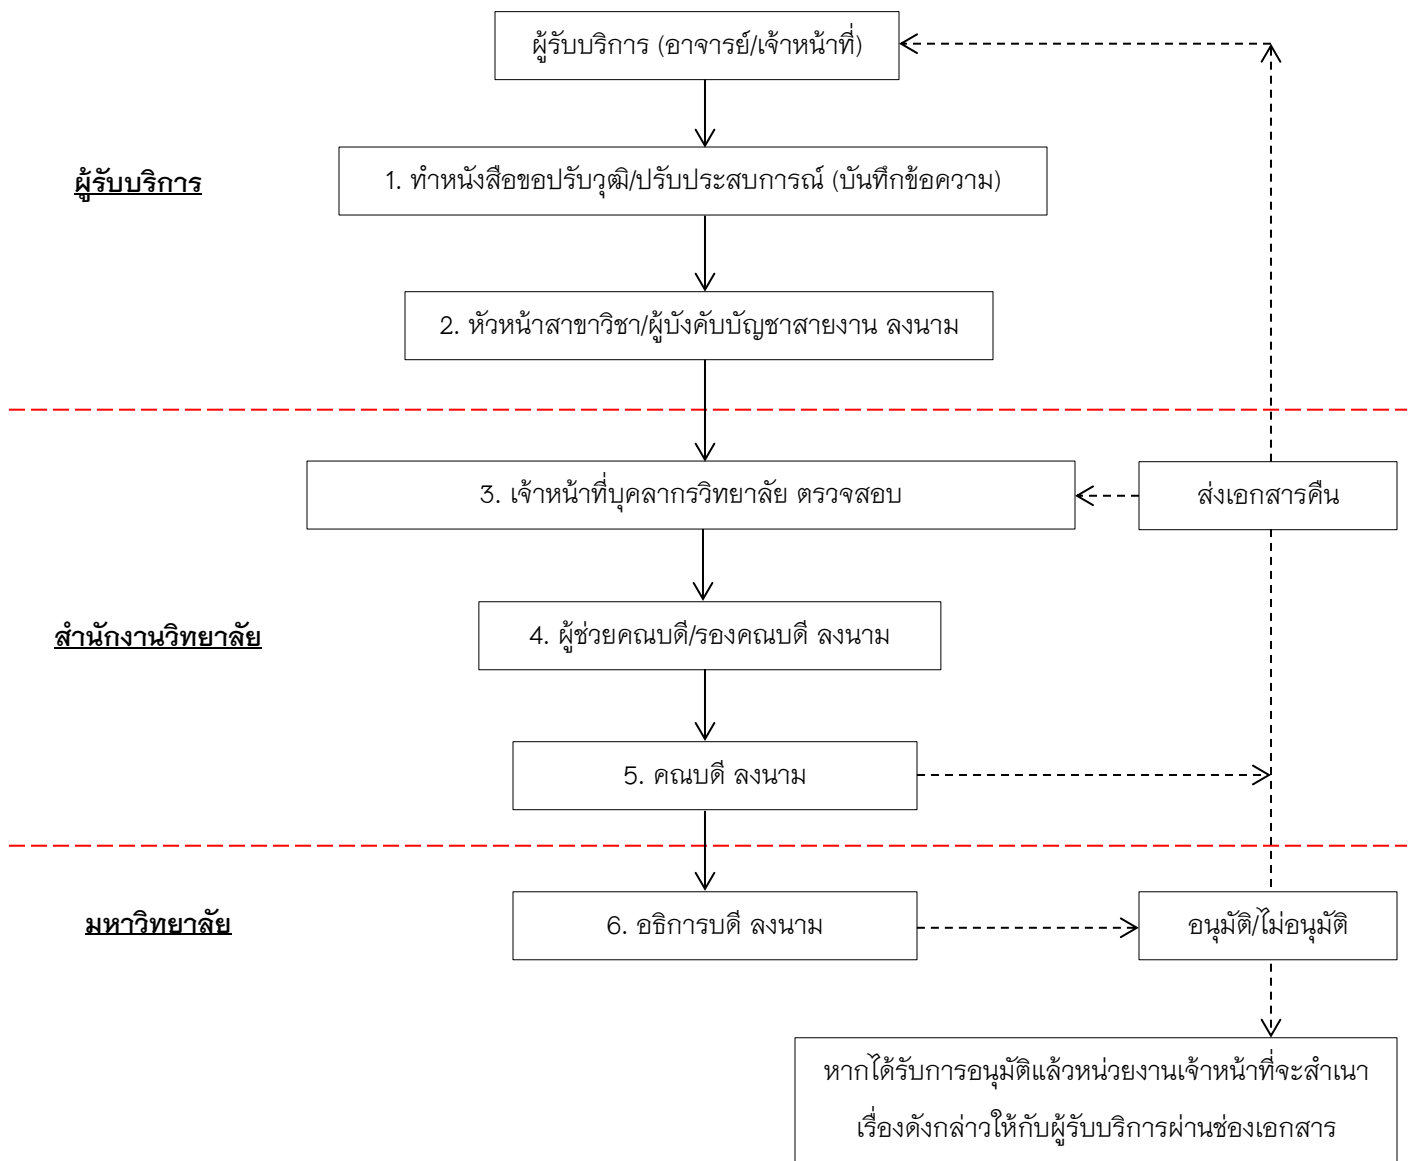 ผู้รับบริการ (อาจารย์/เจ้าหน้าที่)
ผู้รับบริการ
1. ทำหนังสือขอปรับวุฒิ/ปรับประสบการณ์ (บันทึกข้อความ)
2. หัวหน้าสาขาวิชา/ผู้บังคับบัญชาสายงาน ลงนาม
3. เจ้าหน้าที่บุคลากรวิทยาลัย ตรวจสอบ
ส่งเอกสารคืน
สำนักงานวิทยาลัย
4. ผู้ช่วยคณบดี/รองคณบดี ลงนาม
5. คณบดี ลงนาม
มหาวิทยาลัย
6. อธิการบดี ลงนาม
อนุมัติ/ไม่อนุมัติ
หากได้รับการอนุมัติแล้วหน่วยงานเจ้าหน้าที่จะสำเนา
เรื่องดังกล่าวให้กับผู้รับบริการผ่านช่องเอกสาร